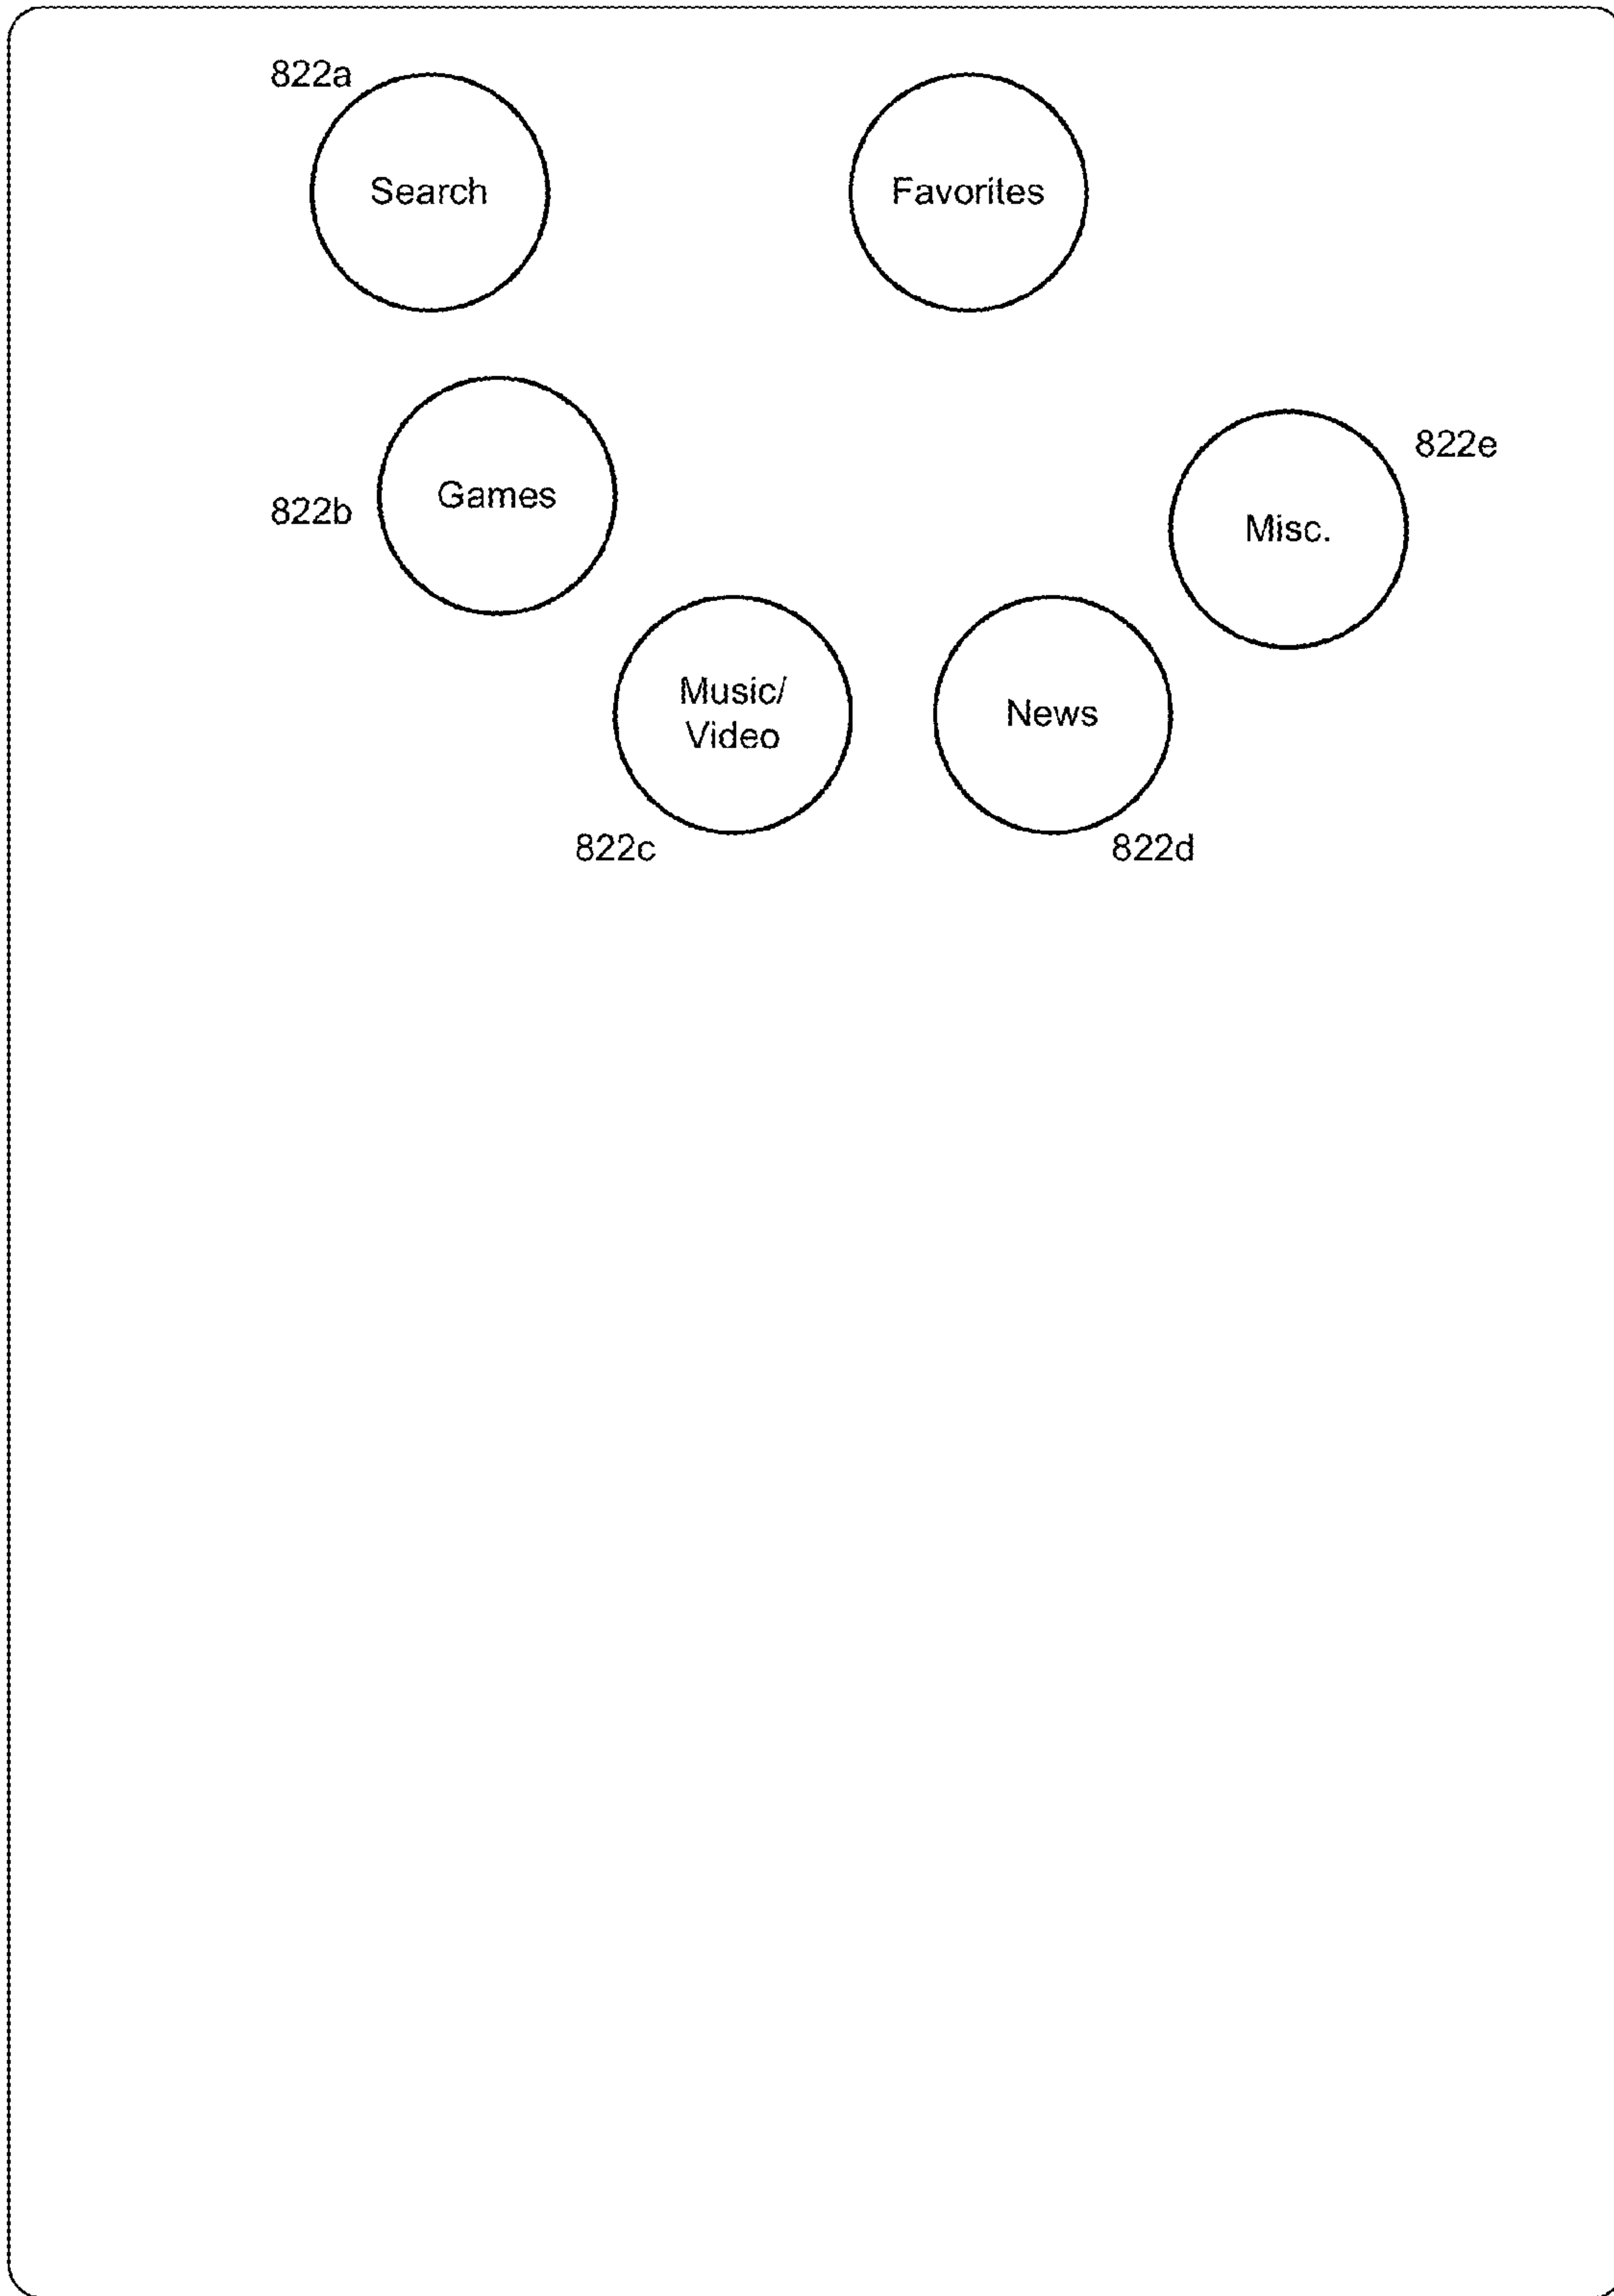 822a
Search
Favorites
822b
Games
822e
Misc.
Music/
Video
News
822c
822d